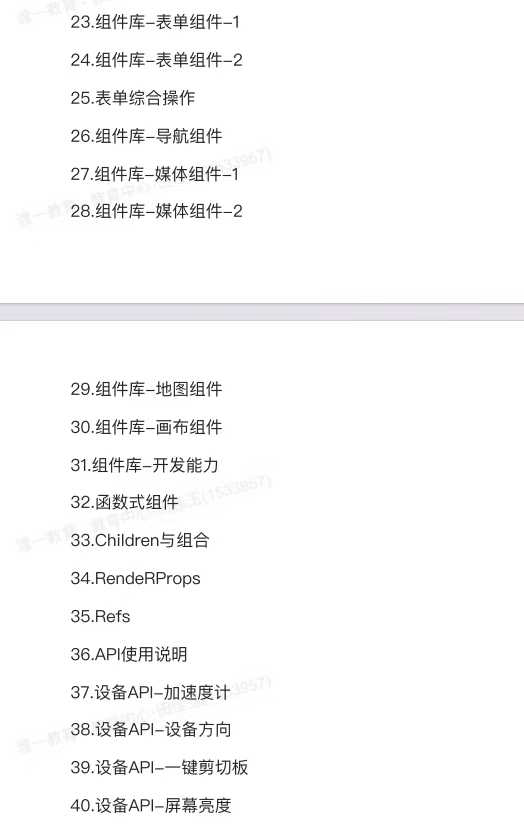 23.组件库-表单组件-1
24.组件库-表单组件-2
25.表单综合操作
26.组件库-导航组件
27.组件库-媒体组件-1
28.组件库-媒体组件-2
29.组件库-地图组件
30.组件库-画布组件
31.组件库-开发能力
32.函数式组件
33.Children与组合
34.RendeRProps
35.Refs
36.API使用说明
37.设备API-加速度计
38.设备API-设备方向
39.设备API-一键剪切板
40.设备API-屏幕亮度